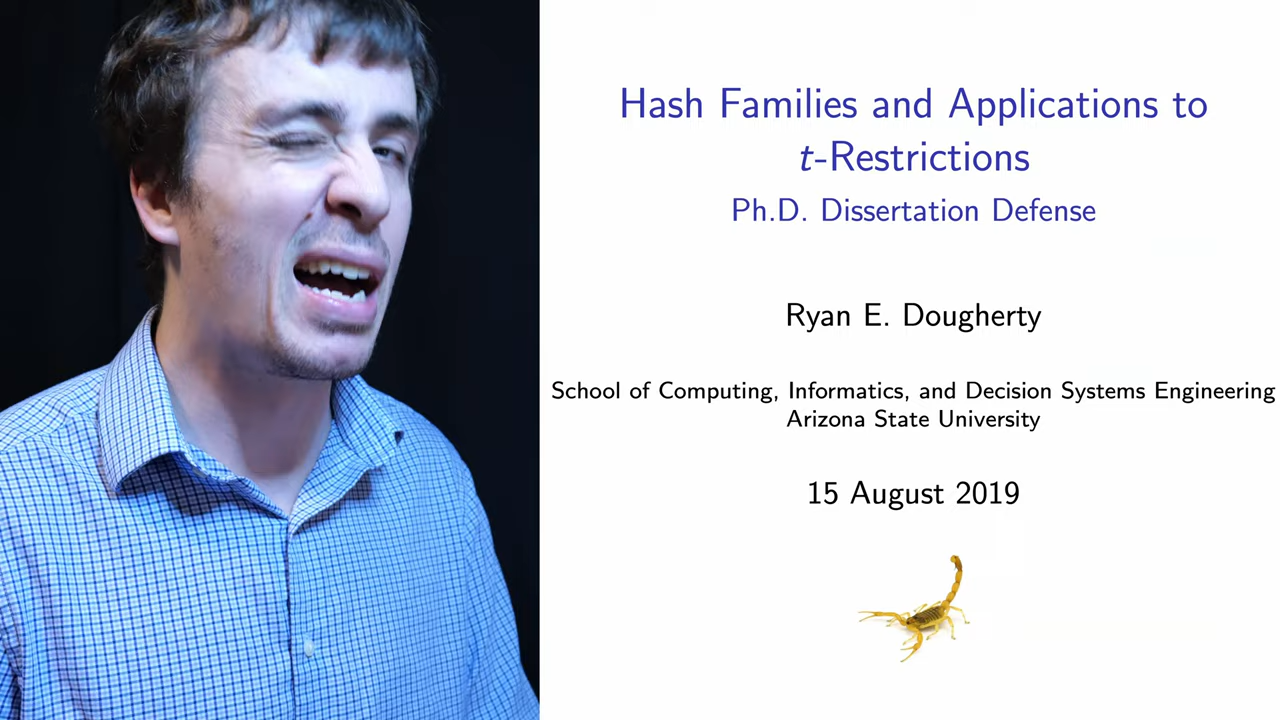 Hash Families and Applications to
t-Restrictions
Ph.D. Dissertation Defense
Ryan E. Dougherty
School of Computing, Informatics, and Decision Systems Engineering
Arizona State University
15 August 2019